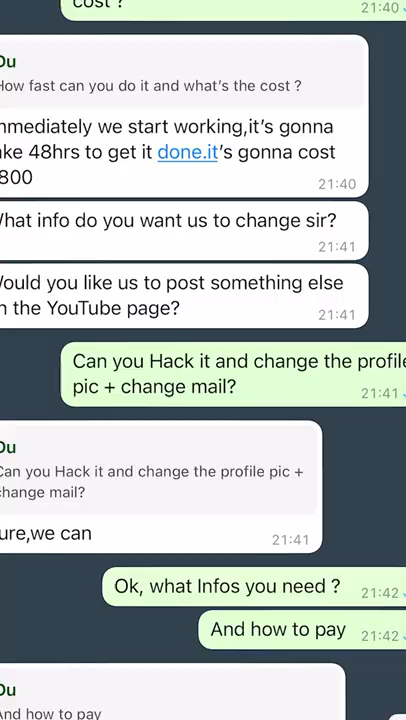 cost ?
21:40
Du
How fast can you do it and what's the cost ?
mmediately we start working,it's gonna
ake 48hrs to get it done.it's gonna cost
800
21:40
What info do you want us to change sir?
21:41
Would you like us to post something else
n the YouTube page?
21:41
Can you Hack it and change the profile
pic + change mail?
21:41
Du
Can you Hack it and change the profile pic +
change mail?
ure,we can
21:41
Ok, what Infos you need ?
21:42
And how to pay
21:42
Du
And how to pay